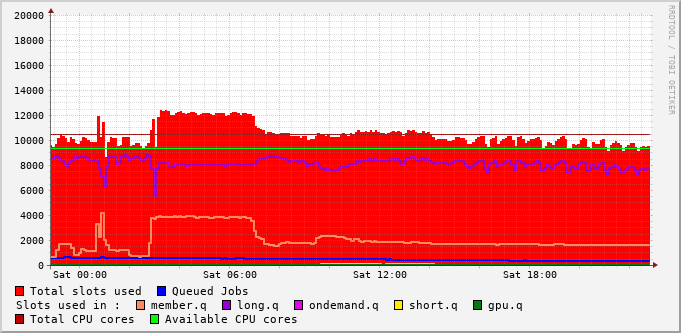 20000
18000
16000
14000
12000
10000
8000
6000
4000
2000
0
Sat 00:00 Sat 06:00 Sat 12:00 Sat 18:00
RRDTOOL / TOBI OETIKER
Total slots used Queued Jobs
Slots used in : member.q long.q ondemand.q short.q gpu.q
Total CPU cores Available CPU cores